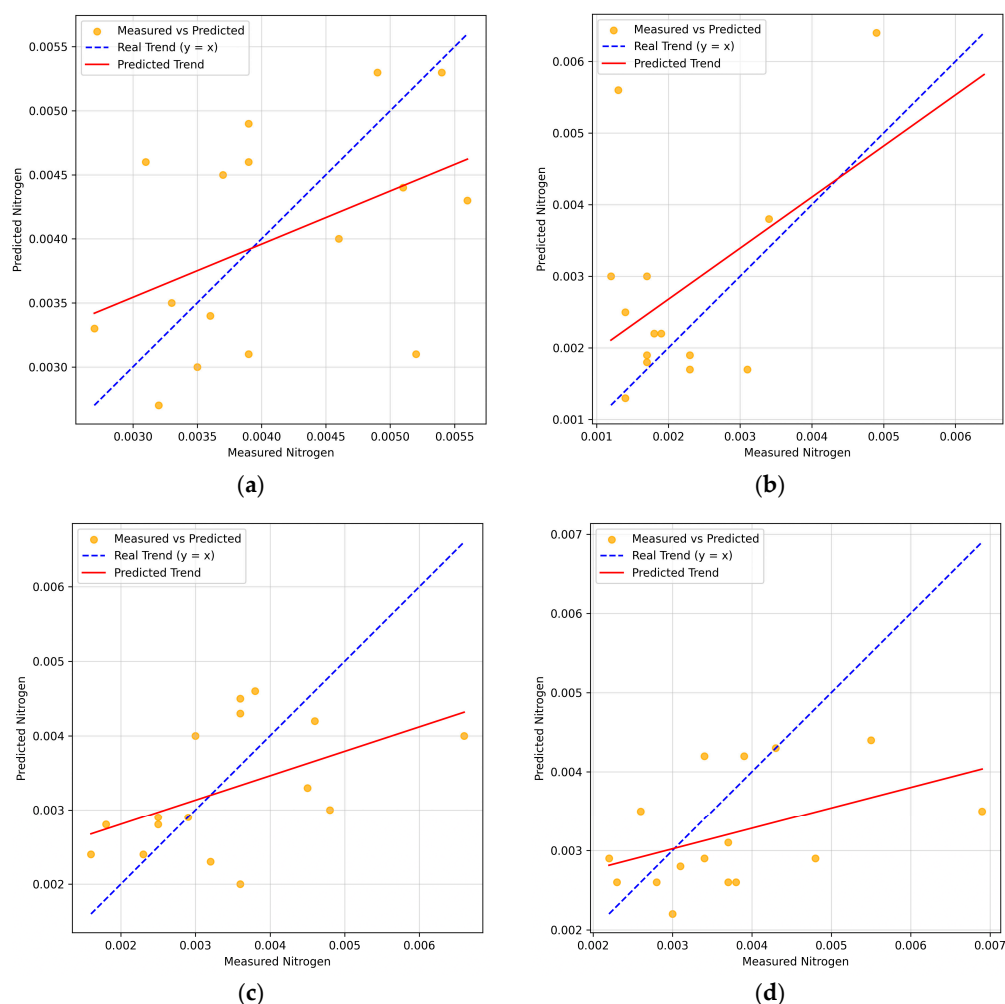 Measured vs Predicted
Real Trend (y = x)
Predicted Trend
0.0055
0.0050
0.0045
0.0040
0.0035
0.0030
Predicted Nitrogen
0.0030 0.0035 0.0040 0.0045 0.0050 0.0055
Measured Nitrogen
(a)
Measured vs Predicted
Real Trend (y = x)
Predicted Trend
0.006
0.005
0.004
0.003
0.002
0.001
Predicted Nitrogen
0.001 0.002 0.003 0.004 0.005 0.006
Measured Nitrogen
(b)
Measured vs Predicted
Real Trend (y = x)
Predicted Trend
0.006
0.005
0.004
0.003
0.002
Predicted Nitrogen
0.002 0.003 0.004 0.005 0.006
Measured Nitrogen
(c)
Measured vs Predicted
Real Trend (y = x)
Predicted Trend
0.007
0.006
0.005
0.004
0.003
0.002
Predicted Nitrogen
0.002 0.003 0.004 0.005 0.006 0.007
Measured Nitrogen
(d)